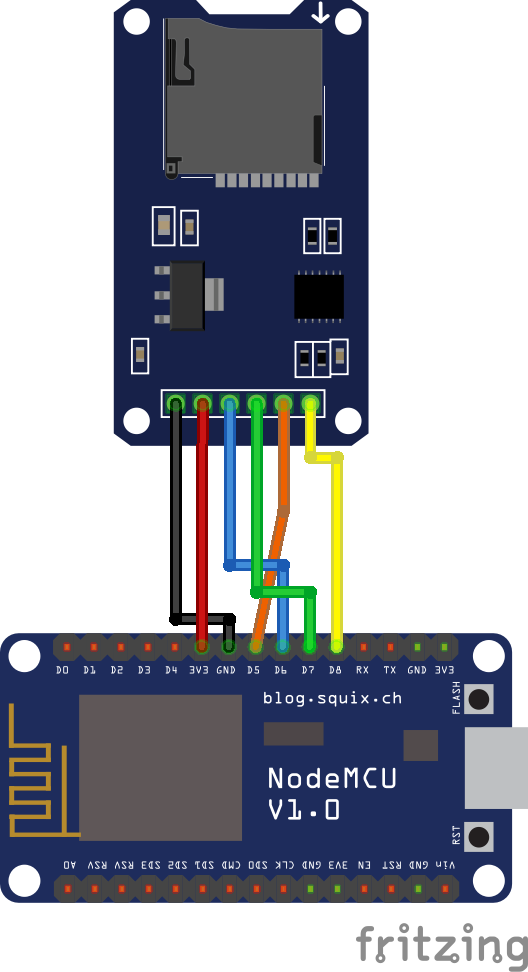 D0 D1 D2 D3 D4 3V3 GND D5 D6 D7 D8 RX TX GND 3V3
blog.squix.ch
FLASH
NodeMCU
V1.0
RST
A0 RSV RSV SD3 SD2 SD1 CMD SD0 CLK GND 3V3 EN RST GND Vin
fritzing